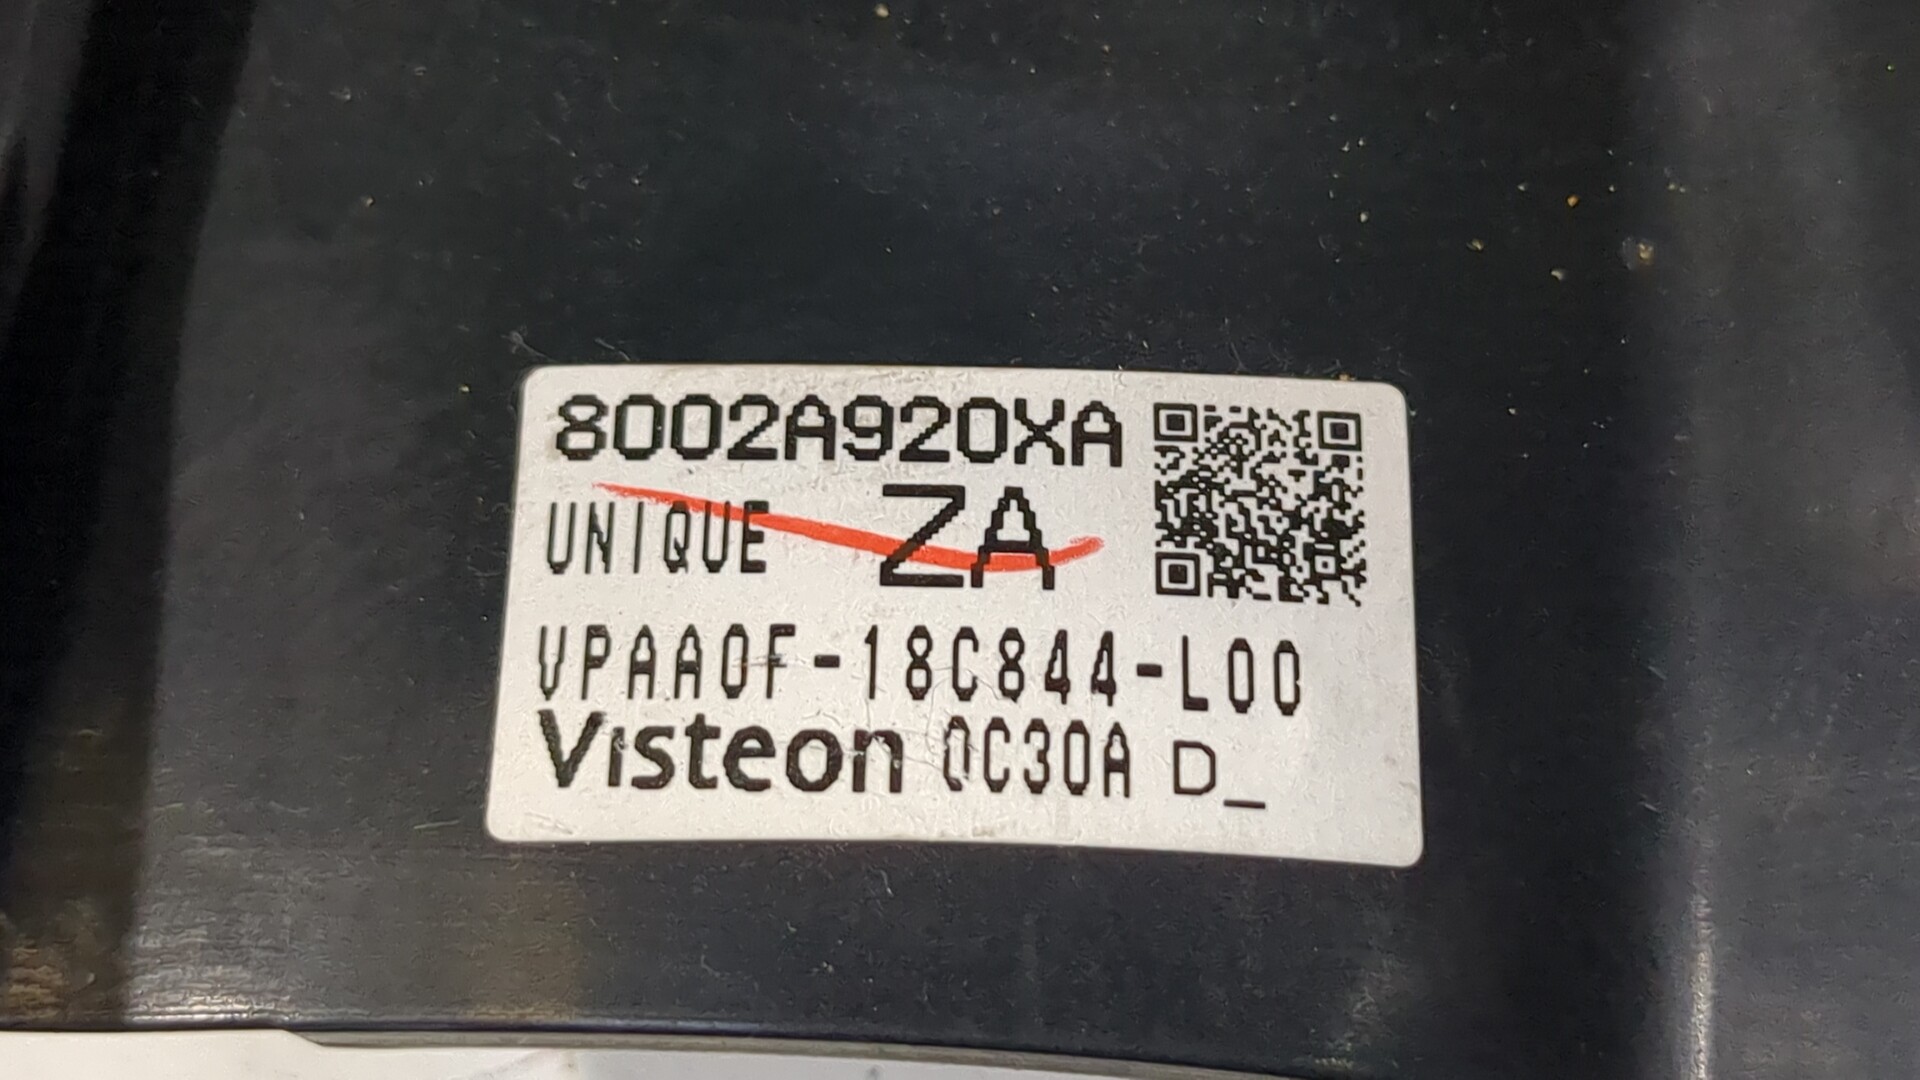 8002A920XA
UNIQUE ZA
VPAA0F-18C844-L00
Visteon 0C30A D_